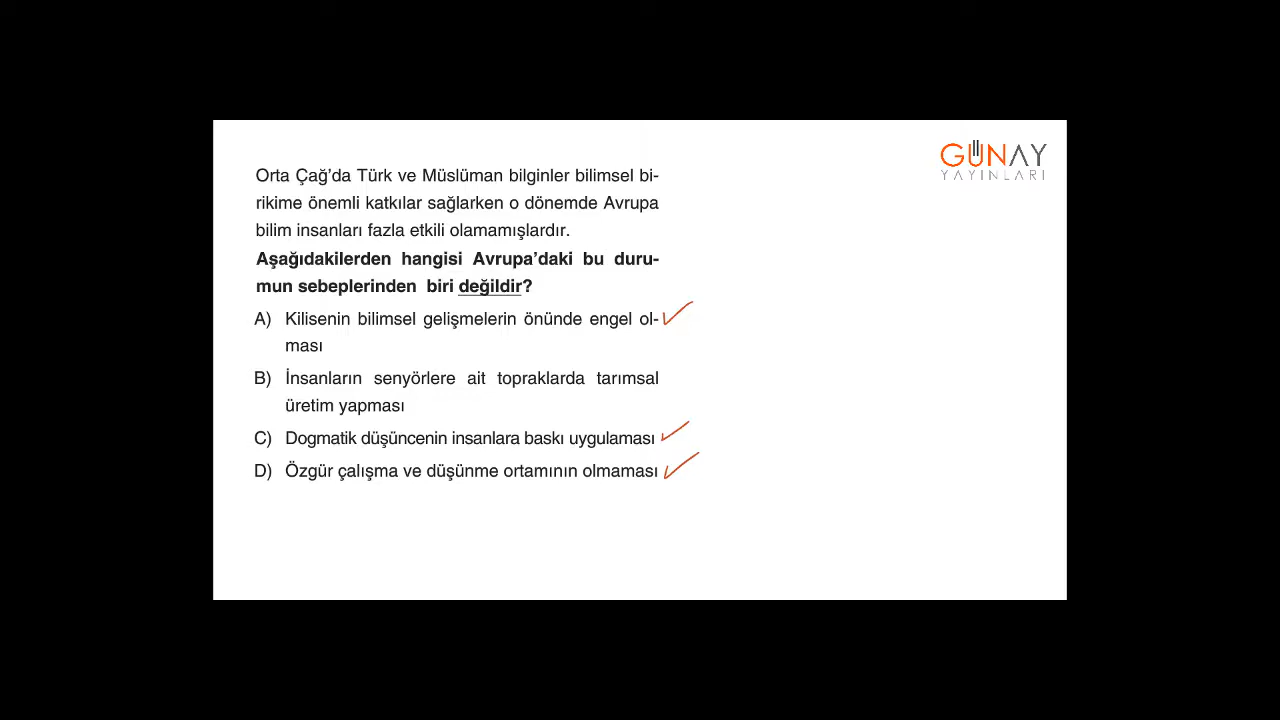 GÜNAY
YAYINLARI
Orta Çağ’da Türk ve Müslüman bilginler bilimsel bi-
rikime önemli katkılar sağlarken o dönemde Avrupa
bilim insanları fazla etkili olamamışlardır.
Aşağıdakilerden hangisi Avrupa’daki bu duru-
mun sebeplerinden biri değildir?
A) Kilisenin bilimsel gelişmelerin önünde engel ol-
ması
B) İnsanların senyörlere ait topraklarda tarımsal
üretim yapması
C) Dogmatik düşüncenin insanlara baskı uygulaması
D) Özgür çalışma ve düşünme ortamının olmaması